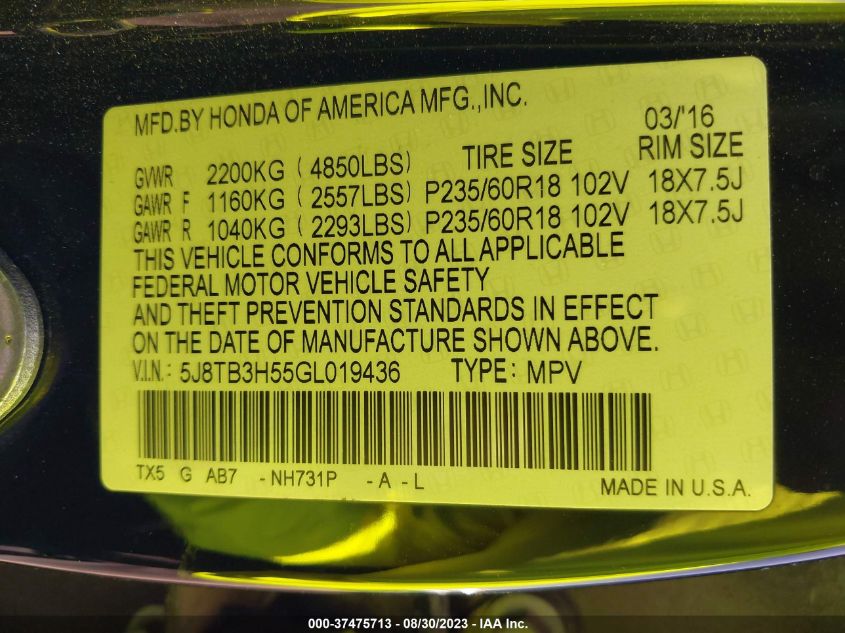 MFD.BY HONDA OF AMERICA MFG.,INC. 03/'16
GVWR 2200KG ( 4850LBS) TIRE SIZE RIM SIZE
GAWR F 1160KG ( 2557LBS) P235/60R18 102V 18X7.5J
GAWR R 1040KG ( 2293LBS) P235/60R18 102V 18X7.5J
THIS VEHICLE CONFORMS TO ALL APPLICABLE
FEDERAL MOTOR VEHICLE SAFETY
AND THEFT PREVENTION STANDARDS IN EFFECT
ON THE DATE OF MANUFACTURE SHOWN ABOVE.
V.I.N.: 5J8TB3H55GL019436 TYPE: MPV
TX5 G AB7 -NH731P -A -L
MADE IN U.S.A.
000-37475713 - 08/30/2023 - IAA Inc.